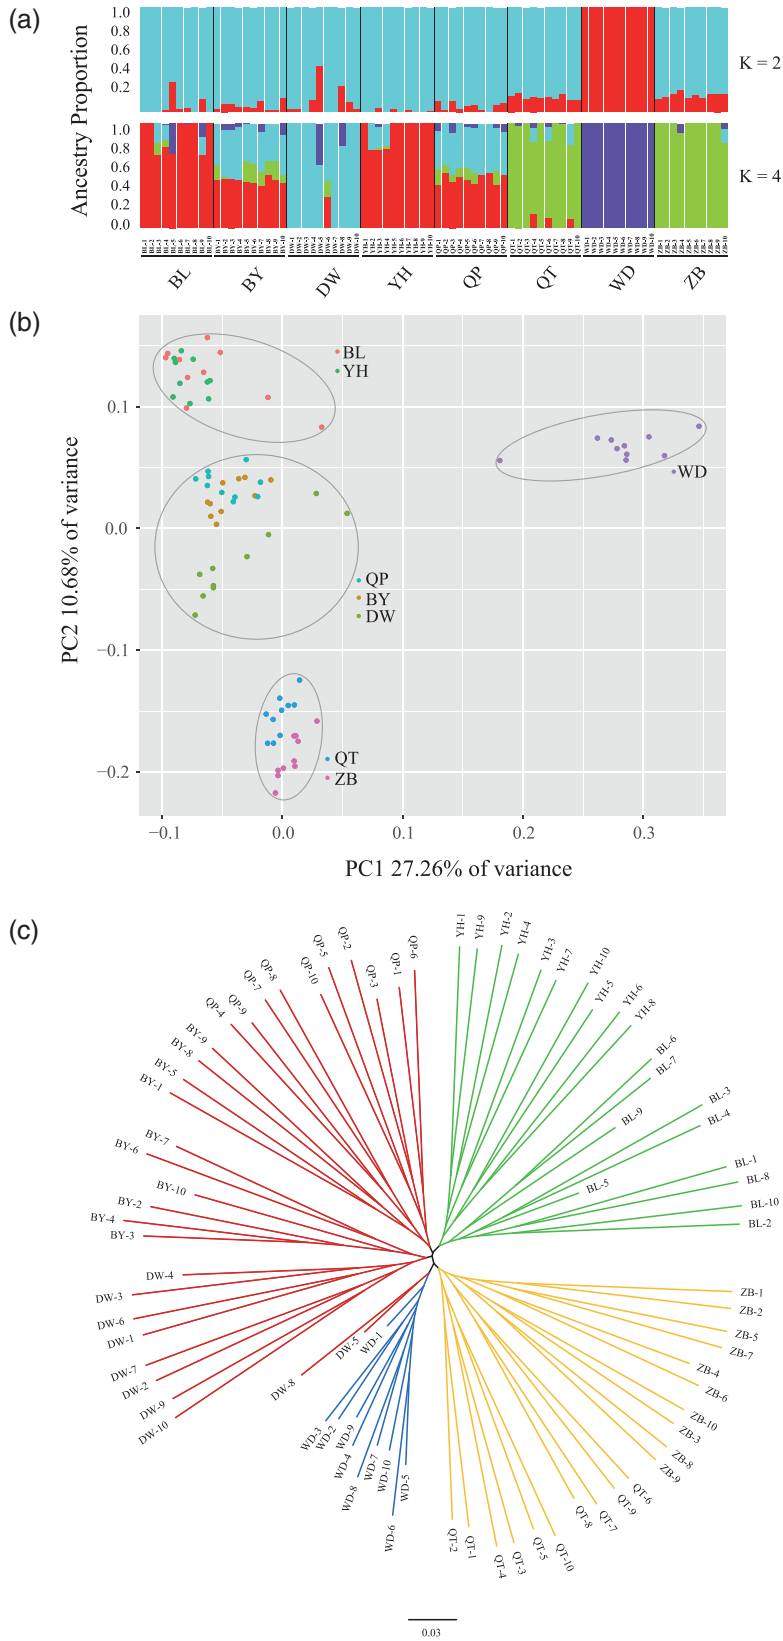 (a)
Ancestry Proportion
1.0
0.8
0.6
0.4
0.2
K = 2
1.0
0.8
0.6
0.4
0.2
0.0
K = 4
BL
BY
DW
YH
QP
QT
WD
ZB
(b)
PC2 10.68% of variance
0.1
0.0
−0.1
−0.2
BL
YH
WD
QP
BY
DW
QT
ZB
−0.1
0.0
0.1
0.2
0.3
PC1 27.26% of variance
(c)
YH-1
YH-9
YH-2
YH-4
YH-3
YH-7
YH-10
YH-5
YH-6
YH-8
BL-6
BL-7
BL-9
BL-3
BL-4
BL-5
BL-1
BL-8
BL-10
BL-2
ZB-1
ZB-2
ZB-5
ZB-7
ZB-4
ZB-6
ZB-10
ZB-3
ZB-8
ZB-9
QT-6
QT-9
QT-7
QT-8
QT-10
QT-5
QT-3
QT-4
QT-1
QT-2
WD-5
WD-6
WD-10
WD-7
WD-8
WD-4
WD-9
WD-2
WD-3
WD-1
DW-5
DW-8
DW-10
DW-9
DW-2
DW-7
DW-1
DW-6
DW-3
DW-4
BY-3
BY-4
BY-2
BY-10
BY-6
BY-7
BY-1
BY-5
BY-8
BY-9
QP-4
QP-9
QP-7
QP-8
QP-10
QP-5
QP-2
QP-3
QP-1
QP-6
0.03